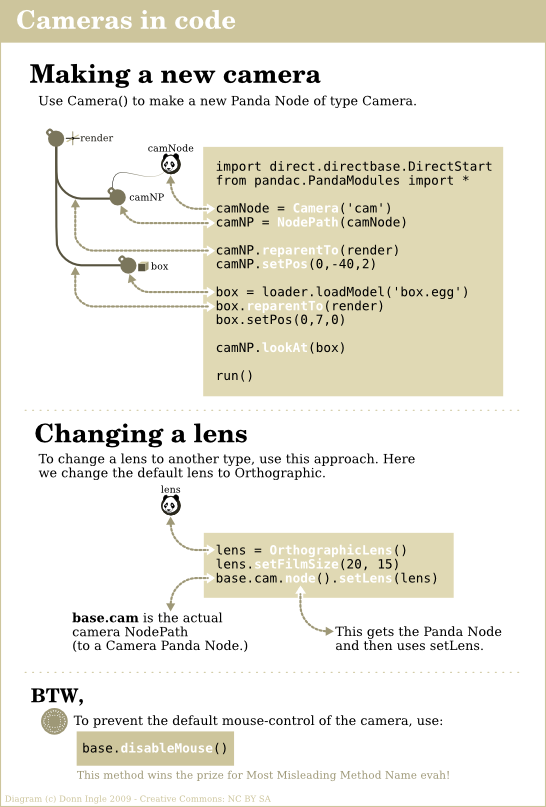 Cameras in code
Making a new camera
Use Camera() to make a new Panda Node of type Camera.
render
camNode
camNP
box
import direct.directbase.DirectStart
from pandac.PandaModules import *
camNode = Camera('cam')
camNP = NodePath(camNode)
camNP.reparentTo(render)
camNP.setPos(0,-40,2)
box = loader.loadModel('box.egg')
box.reparentTo(render)
box.setPos(0,7,0)
camNP.lookAt(box)
run()
Changing a lens
To change a lens to another type, use this approach. Here
we change the default lens to Orthographic.
lens
lens = OrthographicLens()
lens.setFilmSize(20, 15)
base.cam.node().setLens(lens)
base.cam is the actual
camera NodePath
(to a Camera Panda Node.)
This gets the Panda Node
and then uses setLens.
BTW,
To prevent the default mouse-control of the camera, use:
base.disableMouse()
This method wins the prize for Most Misleading Method Name evah!
Diagram (c) Donn Ingle 2009 - Creative Commons: NC BY SA